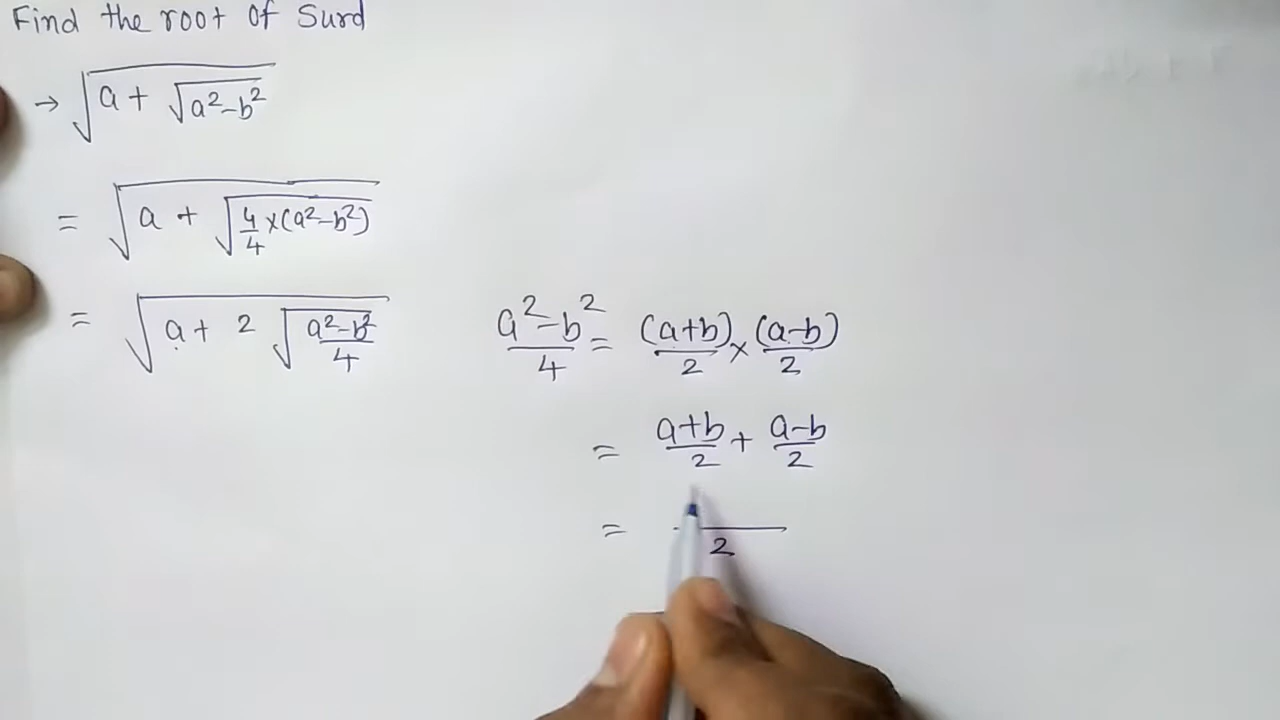 Find the root of Surd
→ √(a + √(a²-b²))
= √(a + √(4/4 ×(a²-b²)))
= √(a + 2 √((a²-b²)/4))
(a²-b²)/4 = (a+b)/2 × (a-b)/2
= (a+b)/2 + (a-b)/2
= /2